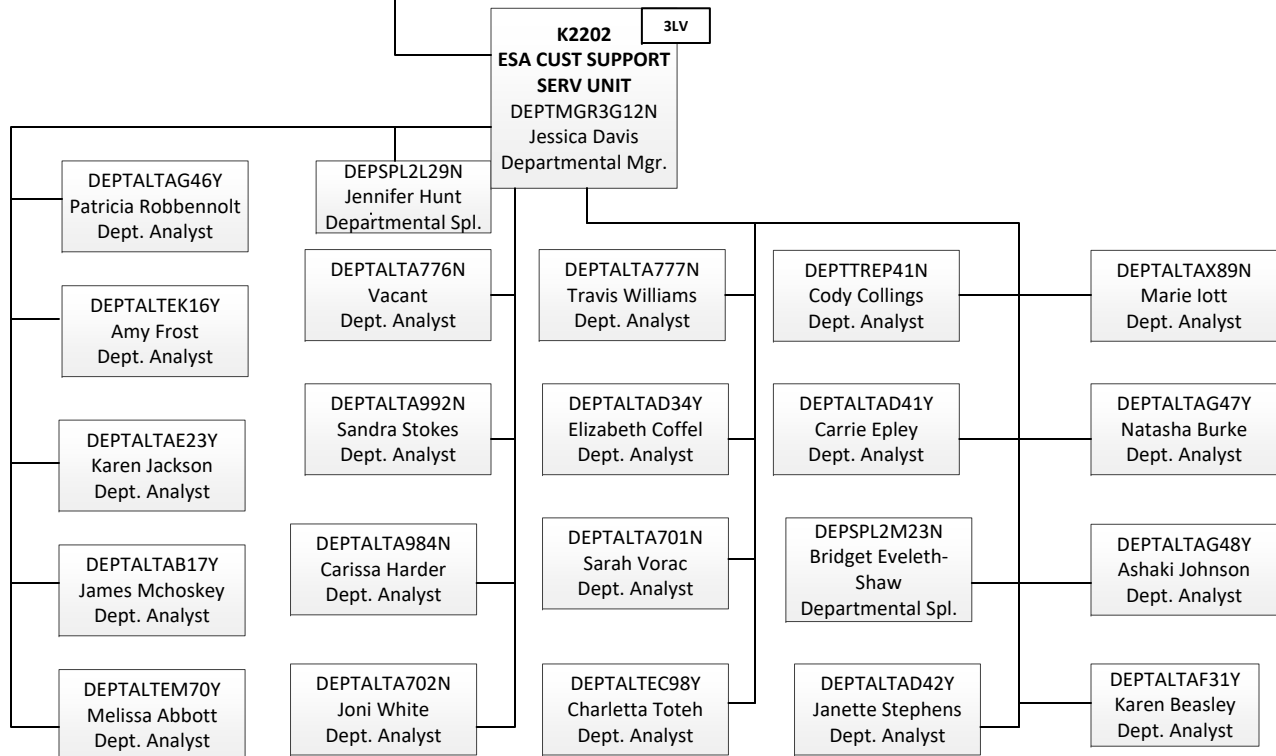 3LV
K2202
ESA CUST SUPPORT
SERV UNIT
DEPTMGR3G12N
Jessica Davis
Departmental Mgr.
DEPTALTAG46Y
Patricia Robbennolt
Dept. Analyst
DEPTALTEK16Y
Amy Frost
Dept. Analyst
DEPTALTAE23Y
Karen Jackson
Dept. Analyst
DEPTALTAB17Y
James Mchoskey
Dept. Analyst
DEPTALTEM70Y
Melissa Abbott
Dept. Analyst
DEPSPL2L29N
Jennifer Hunt
Departmental Spl.
DEPTALTA776N
Vacant
Dept. Analyst
DEPTALTA992N
Sandra Stokes
Dept. Analyst
DEPTALTA984N
Carissa Harder
Dept. Analyst
DEPTALTA702N
Joni White
Dept. Analyst
DEPTALTA777N
Travis Williams
Dept. Analyst
DEPTALTAD34Y
Elizabeth Coffel
Dept. Analyst
DEPTALTA701N
Sarah Vorac
Dept. Analyst
DEPTALTEC98Y
Charletta Toteh
Dept. Analyst
DEPTTREP41N
Cody Collings
Dept. Analyst
DEPTALTAD41Y
Carrie Epley
Dept. Analyst
DEPSPL2M23N
Bridget Eveleth-
Shaw
Departmental Spl.
DEPTALTAD42Y
Janette Stephens
Dept. Analyst
DEPTALTAX89N
Marie Iott
Dept. Analyst
DEPTALTAG47Y
Natasha Burke
Dept. Analyst
DEPTALTAG48Y
Ashaki Johnson
Dept. Analyst
DEPTALTAF31Y
Karen Beasley
Dept. Analyst